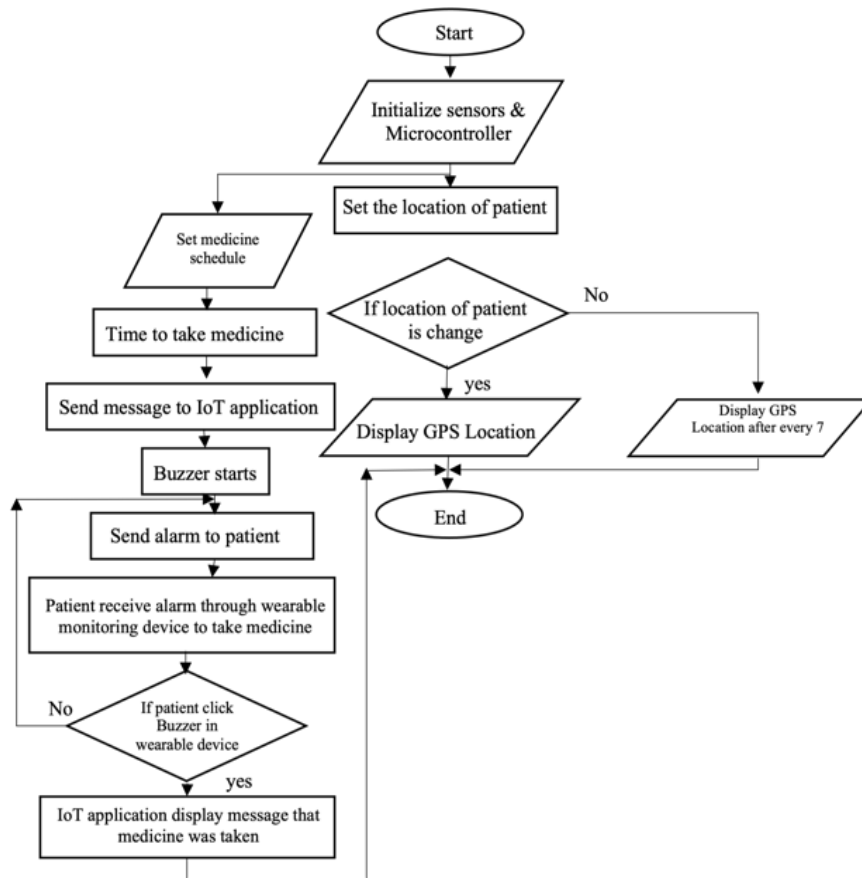 Start
Initialize sensors &
Microcontroller
Set the location of patient
Set medicine
schedule
Time to take medicine
Send message to IoT application
Buzzer starts
Send alarm to patient
Patient receive alarm through wearable
monitoring device to take medicine
If patient click
Buzzer in
wearable device
No
yes
IoT application display message that
medicine was taken
If location of patient
is change
No
yes
Display GPS Location
Display GPS
Location after every 7
End